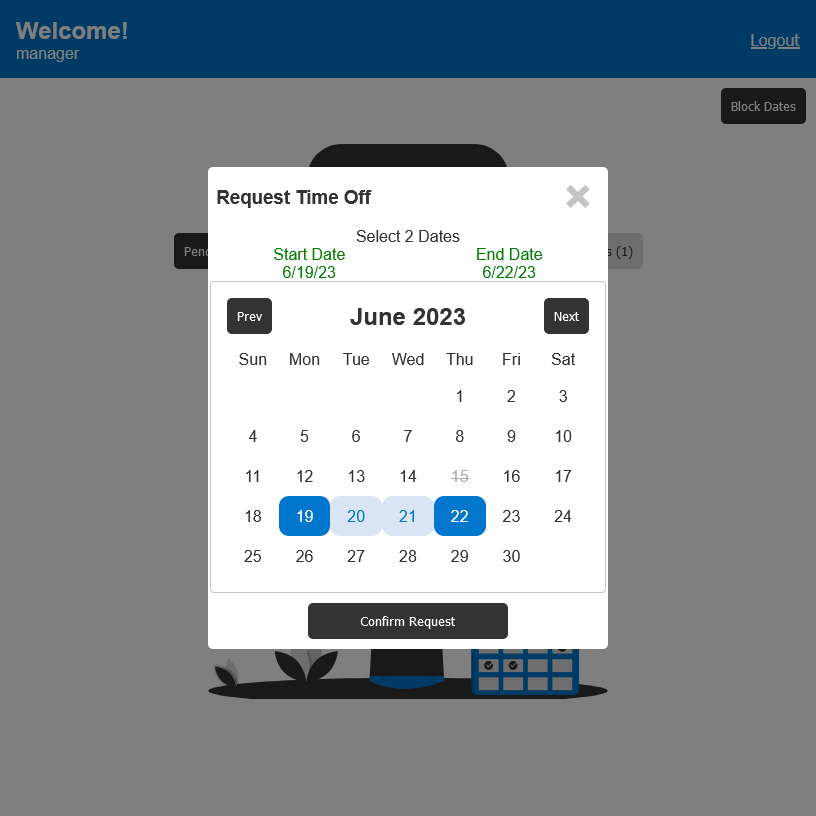 Welcome!
manager
Logout
Block Dates
Request Time Off
Select 2 Dates
Start Date End Date
6/19/23 6/22/23
Pend
s (1)
Prev June 2023 Next
Sun Mon Tue Wed Thu Fri Sat
1 2 3
4 5 6 7 8 9 10
11 12 13 14 15 16 17
18 19 20 21 22 23 24
25 26 27 28 29 30
Confirm Request